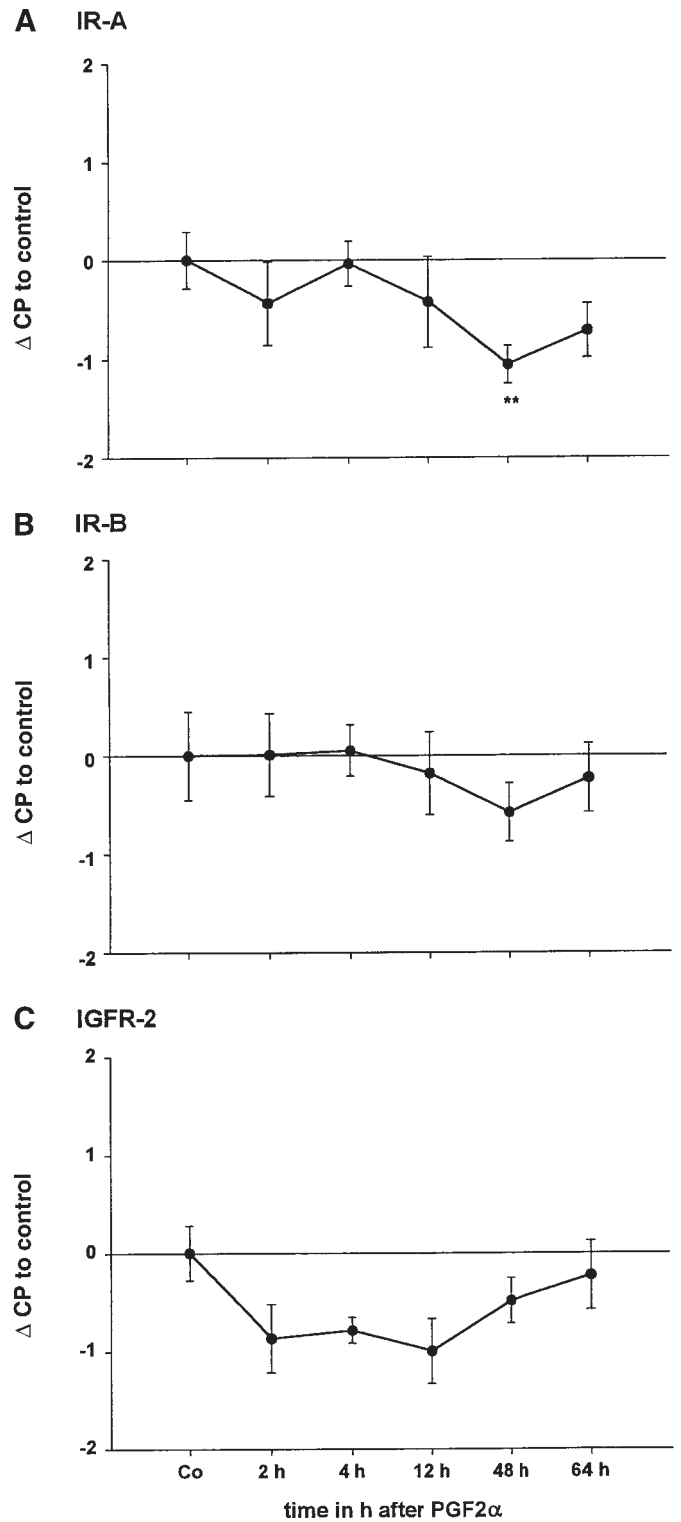 A IR-A
2
1
0
-1
-2
Δ CP to control
**
B IR-B
2
1
0
-1
-2
Δ CP to control
C IGFR-2
2
1
0
-1
-2
Δ CP to control
Co 2 h 4 h 12 h 48 h 64 h
time in h after PGF2α